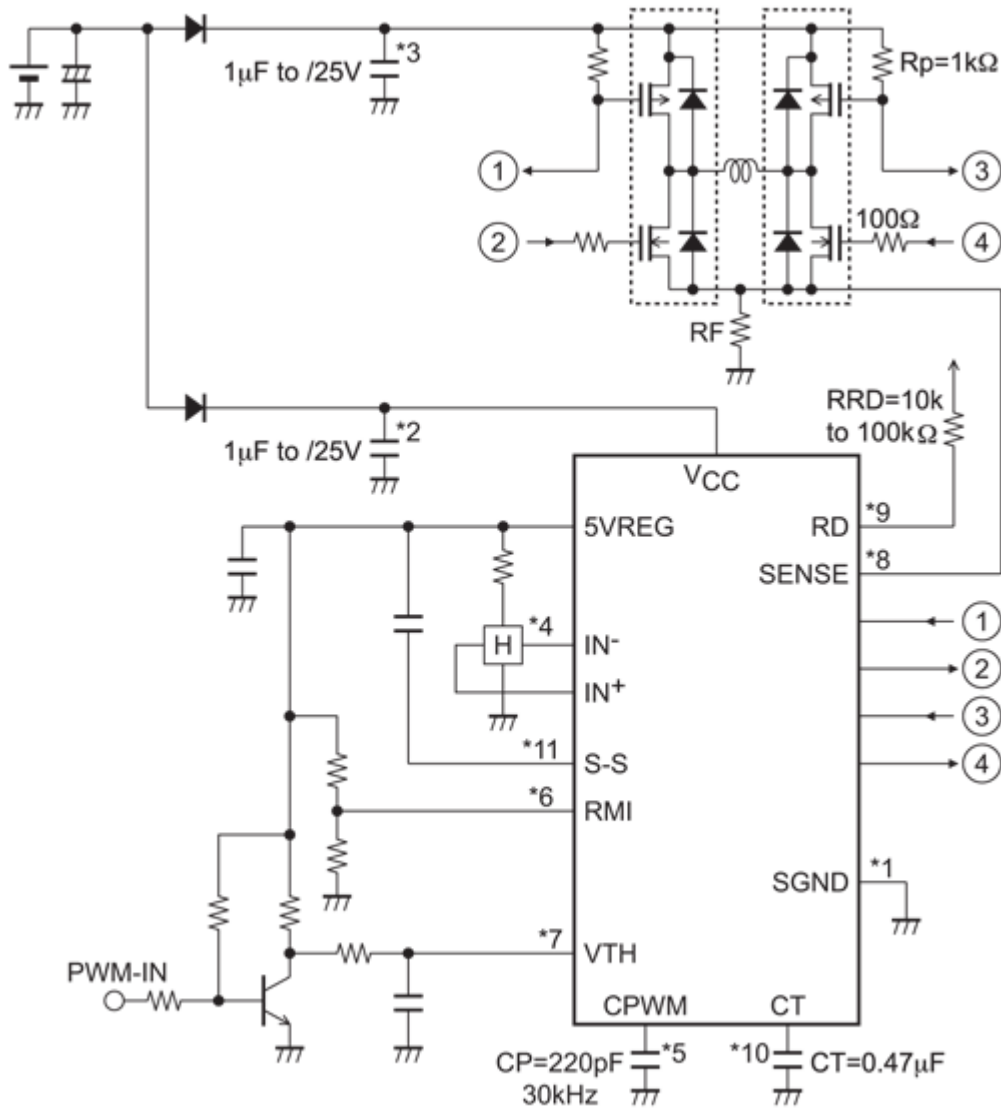 *3
1μF to /25V
Rp=1kΩ
1
3
2
100Ω
4
RF
RRD=10k
to 100kΩ
*2
1μF to /25V
VCC
5VREG
RD
*9
SENSE
*8
H
*4
IN-
IN+
1
2
3
4
*11
S-S
*6
RMI
SGND
*1
*7
VTH
PWM-IN
CPWM
CT
CP=220pF
30kHz
*5
*10
CT=0.47μF